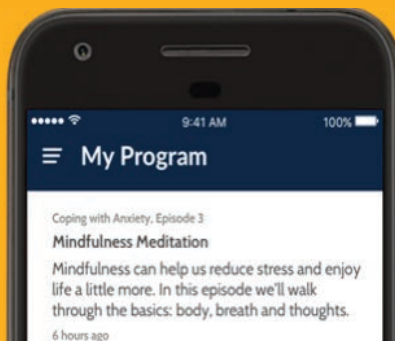 9:41 AM 100%
My Program
Coping with Anxiety, Episode 3
Mindfulness Meditation
Mindfulness can help us reduce stress and enjoy
life a little more. In this episode we'll walk
through the basics: body, breath and thoughts.
6 hours ago